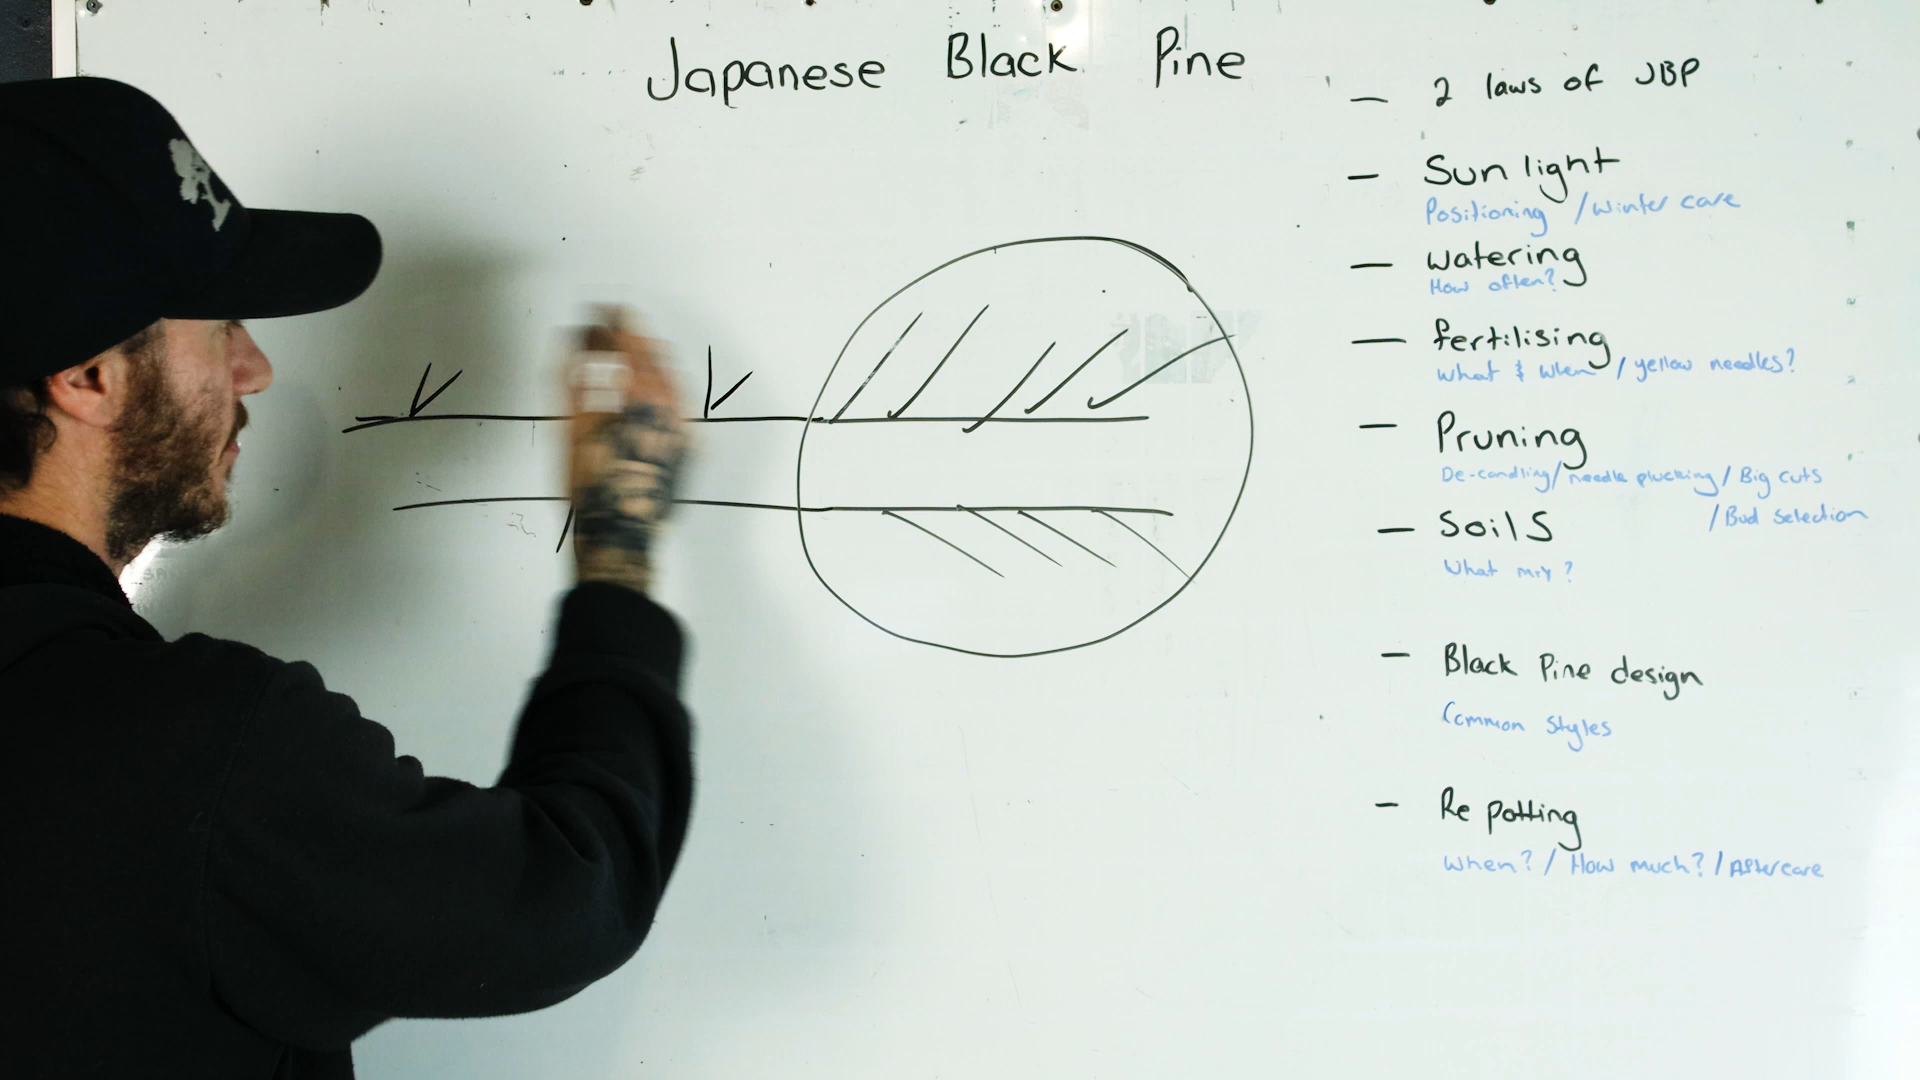 Japanese Black Pine
— 2 laws of JBP
— Sun light
Positioning / Winter care
— watering
How often?
— fertilising
What & when / yellow needles?
— Pruning
De-candling / needle plucking / Big cuts
/ Bud Selection
— Soils
What mix?
— Black Pine design
Common Styles
— Re potting
When? / How much? / Aftercare